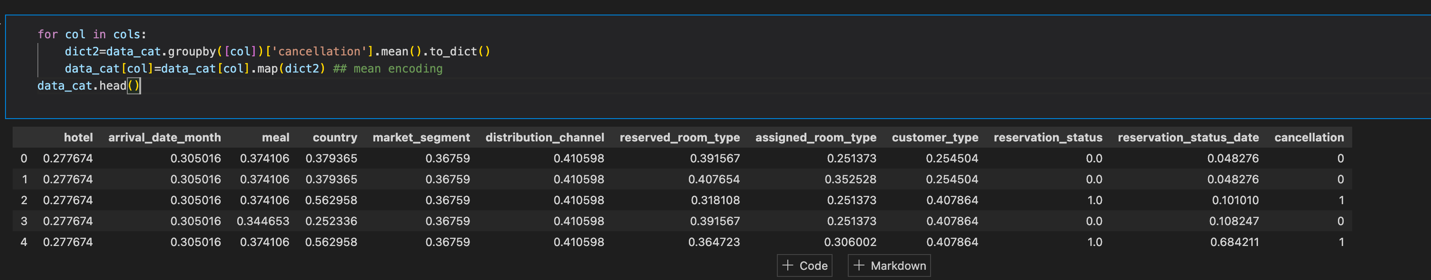 for col in cols:
dict2=data_cat.groupby([col])['cancellation'].mean().to_dict()
data_cat[col]=data_cat[col].map(dict2) ## mean encoding
data_cat.head()
hotel arrival_date_month meal country market_segment distribution_channel reserved_room_type assigned_room_type customer_type reservation_status reservation_status_date cancellation
0 0.277674 0.305016 0.374106 0.379365 0.36759 0.410598 0.391567 0.251373 0.254504 0.0 0.048276 0
1 0.277674 0.305016 0.374106 0.379365 0.36759 0.410598 0.407654 0.352528 0.254504 0.0 0.048276 0
2 0.277674 0.305016 0.374106 0.562958 0.36759 0.410598 0.318108 0.251373 0.407864 1.0 0.101010 1
3 0.277674 0.305016 0.344653 0.252336 0.36759 0.410598 0.391567 0.251373 0.407864 0.0 0.108247 0
4 0.277674 0.305016 0.374106 0.562958 0.36759 0.410598 0.364723 0.306002 0.407864 1.0 0.684211 1
+ Code + Markdown